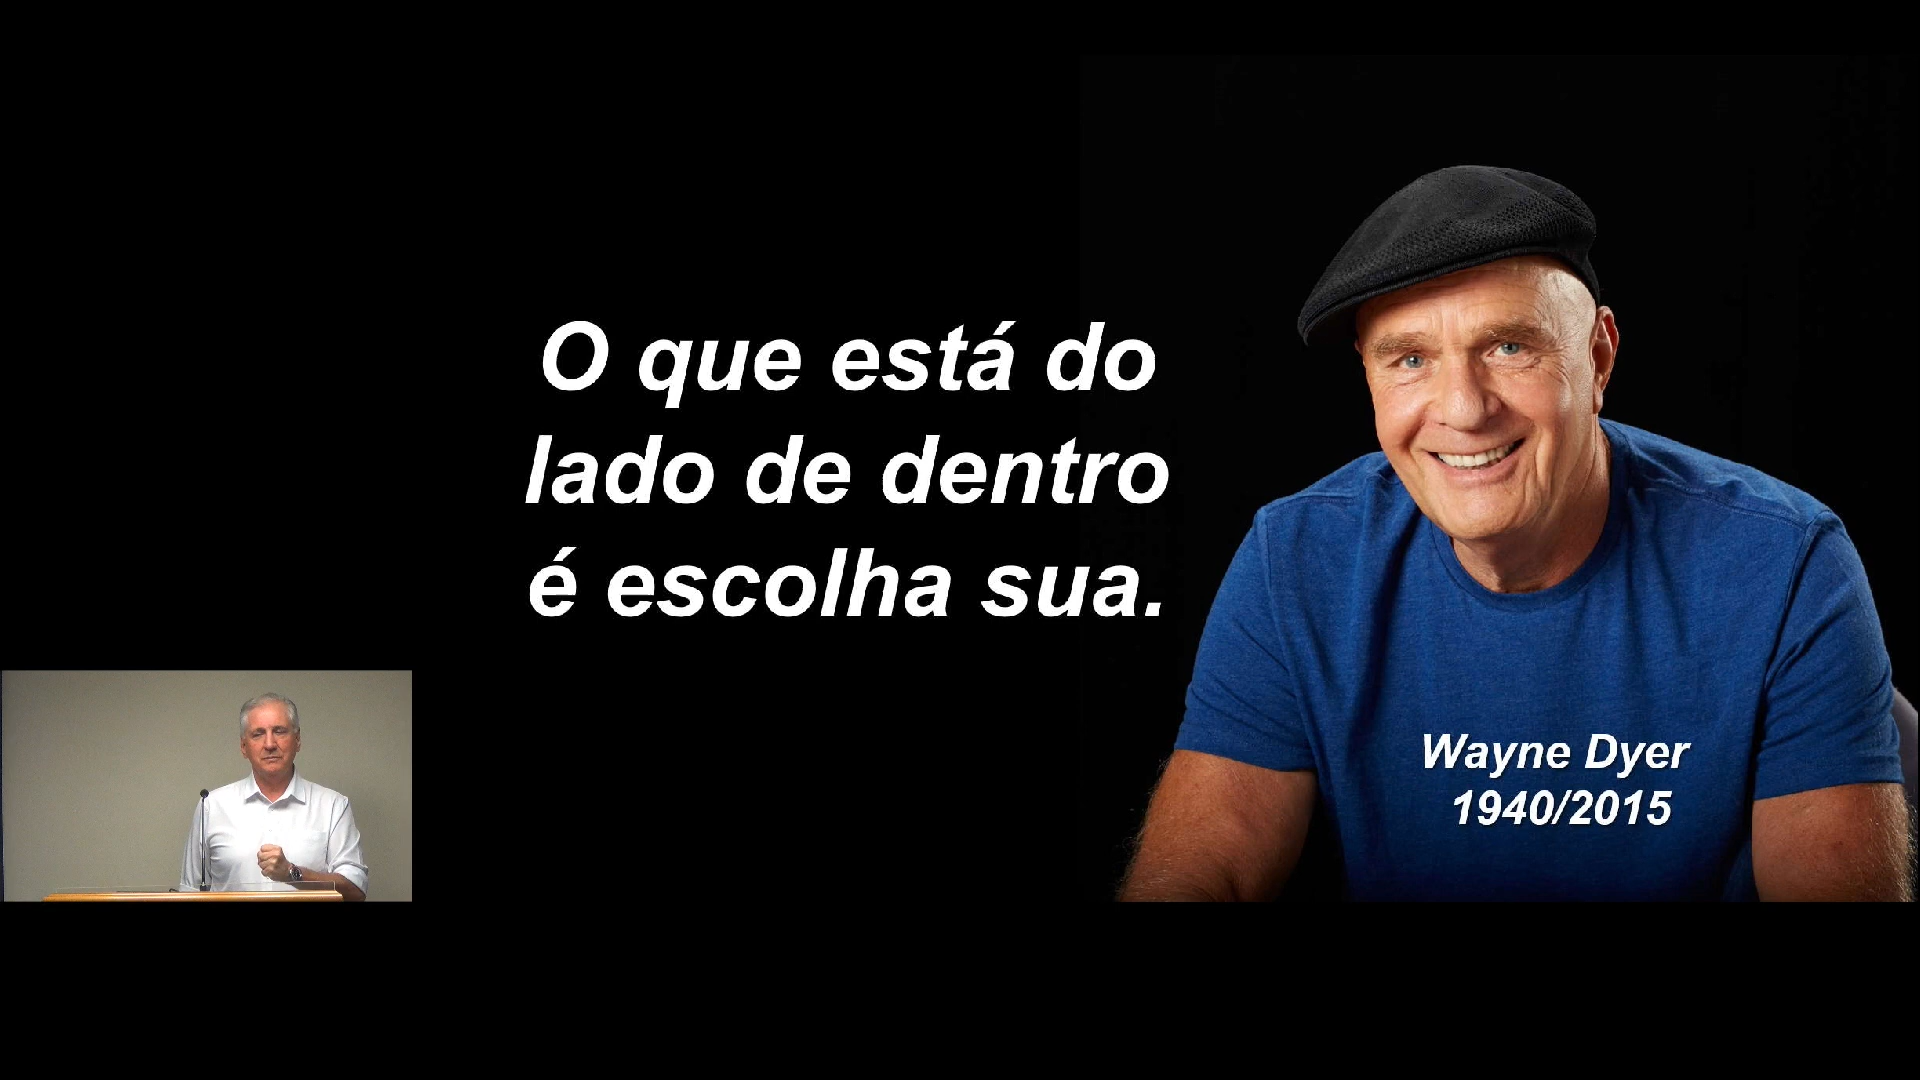 O que está do
lado de dentro
é escolha sua.
Wayne Dyer
1940/2015